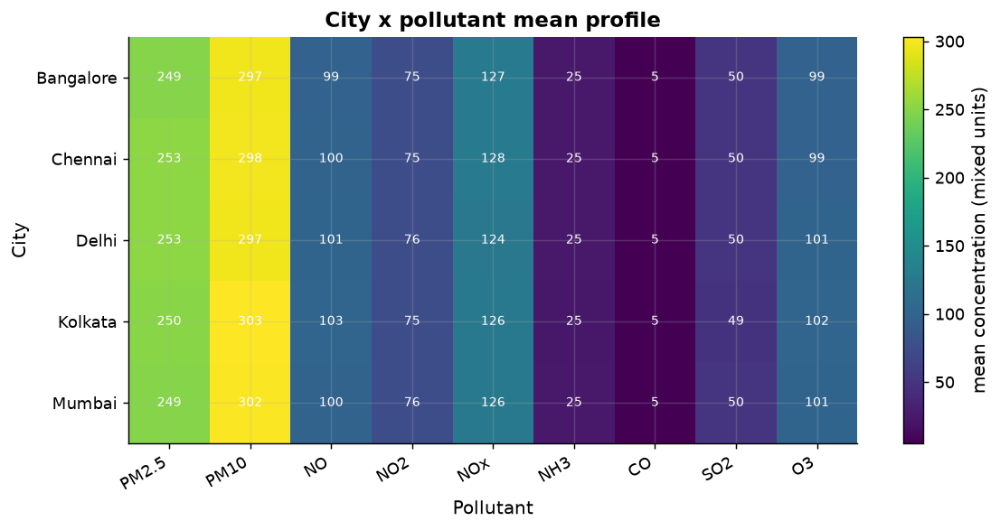 City x pollutant mean profile
Bangalore 249 297 99 75 127 25 5 50 99
Chennai 253 298 100 75 128 25 5 50 99
Delhi 253 297 101 76 124 25 5 50 101
Kolkata 250 303 103 75 126 25 5 49 102
Mumbai 249 302 100 76 126 25 5 50 101
PM2.5 PM10 NO NO2 NOx NH3 CO SO2 O3
Pollutant
City
300
250
200
150
100
50
mean concentration (mixed units)